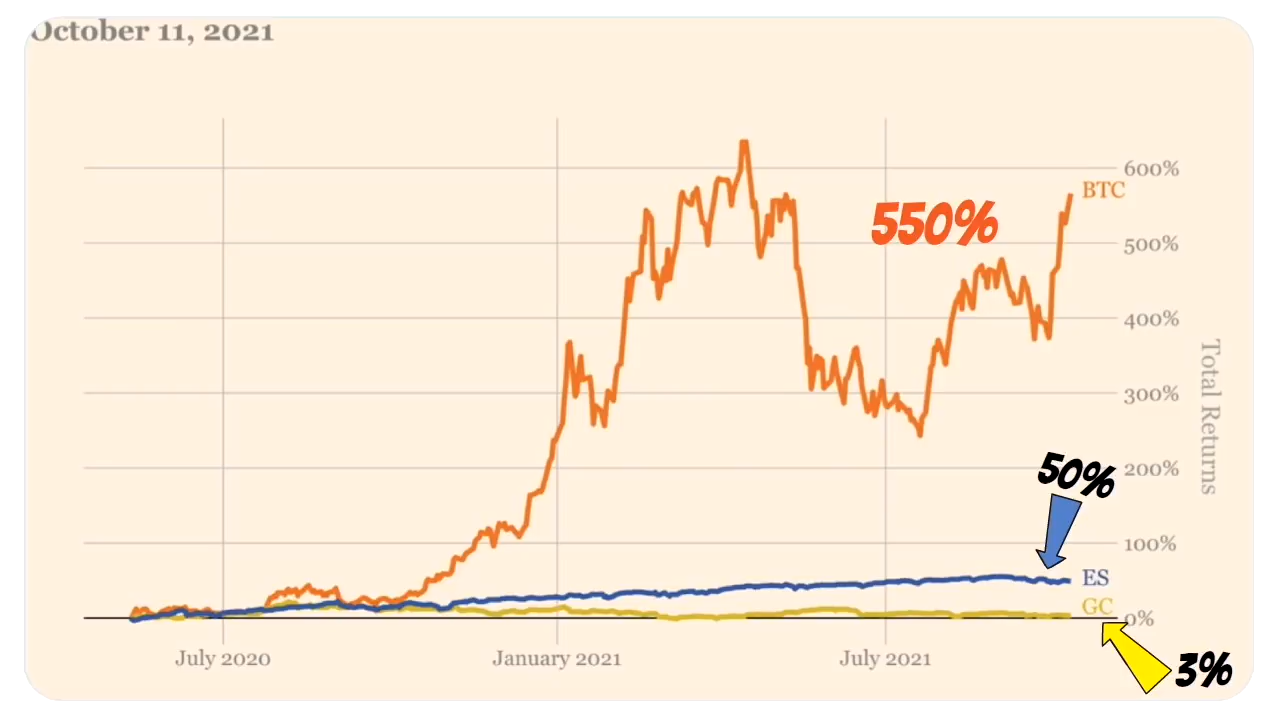 October 11, 2021
600%
BTC
550%
500%
400%
Total Returns
300%
200%
50%
100%
ES
GC
0%
July 2020
January 2021
July 2021
3%